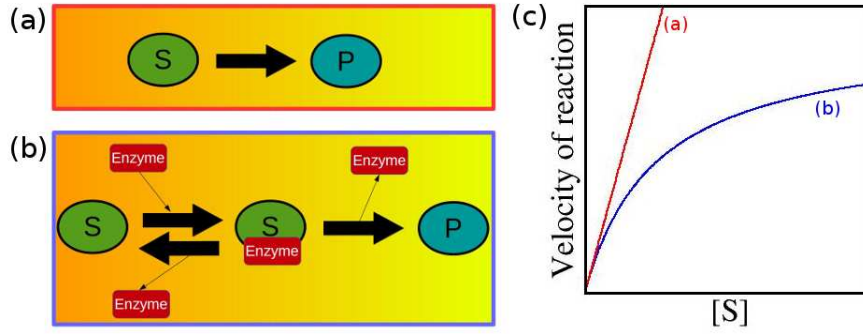 (a)
S
P
(b)
Enzyme
Enzyme
S
S
Enzyme
P
Enzyme
(c)
Velocity of reaction
(a)
(b)
[S]